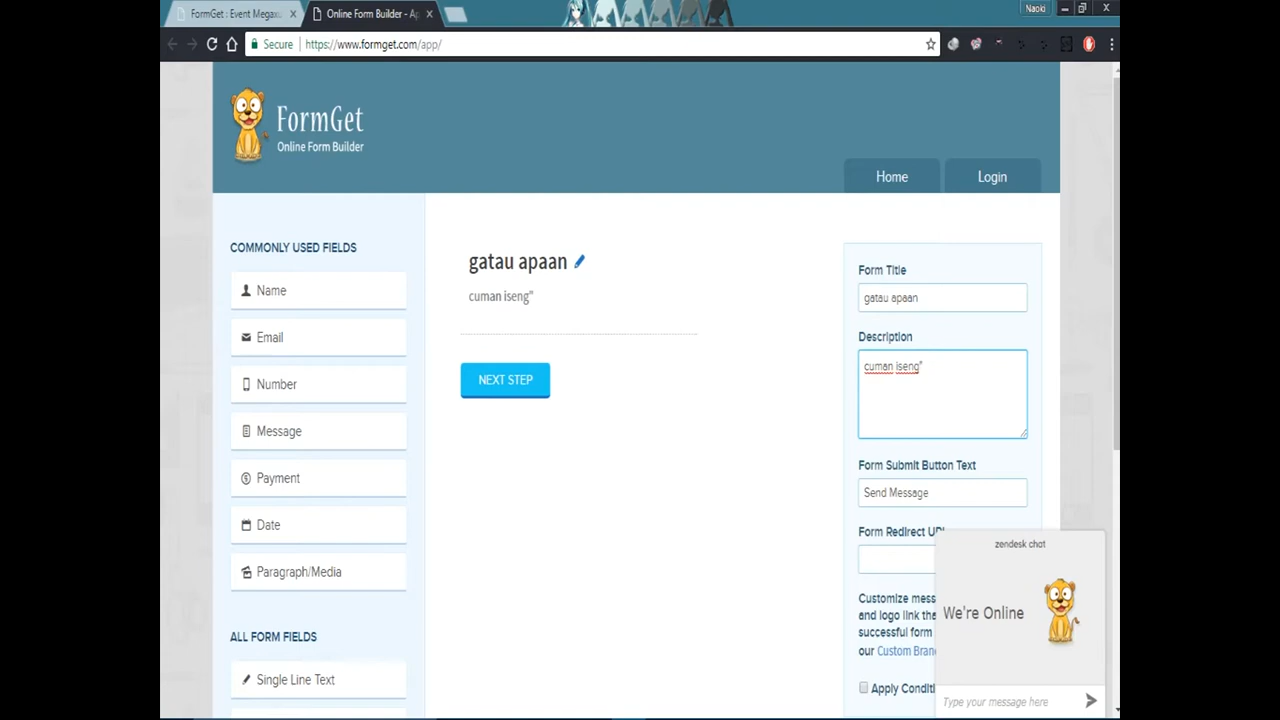 FormGet : Event Megax
Online Form Builder - Ap
Naoki
Secure
https://www.formget.com/app/
FormGet
Online Form Builder
Home
Login
COMMONLY USED FIELDS
Name
Email
Number
Message
Payment
Date
Paragraph/Media
ALL FORM FIELDS
Single Line Text
gatau apaan
cuman iseng"
NEXT STEP
Form Title
gatau apaan
Description
cuman iseng"
Form Submit Button Text
Send Message
Form Redirect URL
Customize mess
and logo link tha
successful form
our Custom Bran
Apply Conditi
zendesk chat
We're Online
Type your message here